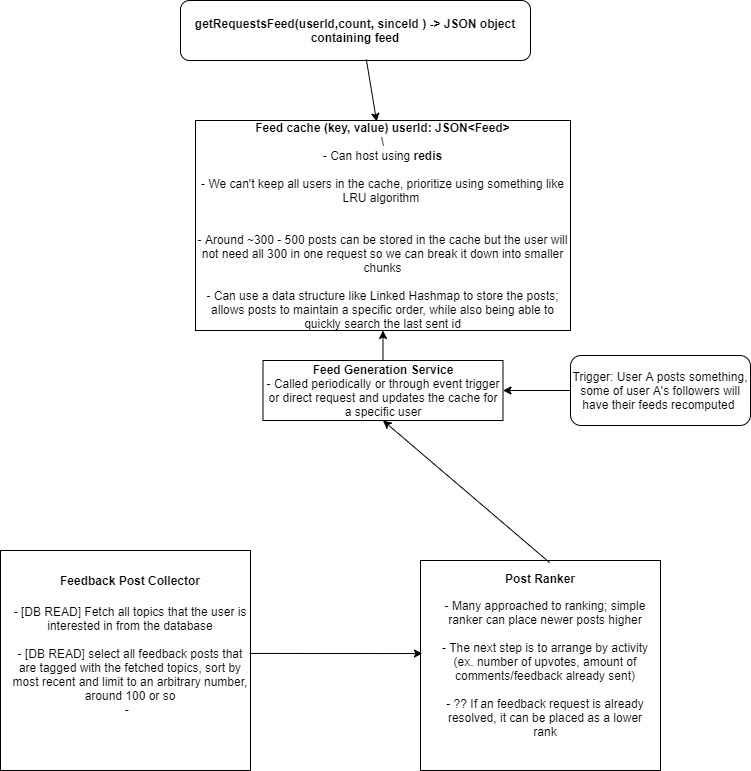 getRequestsFeed(userId,count, sinceId ) -> JSON object
containing feed
Feed cache (key, value) userId: JSON<Feed>
\
- Can host using redis
- We can't keep all users in the cache, prioritize using something like
LRU algorithm
- Around ~300 - 500 posts can be stored in the cache but the user will
not need all 300 in one request so we can break it down into smaller
chunks
- Can use a data structure like Linked Hashmap to store the posts;
allows posts to maintain a specific order, while also being able to
quickly search the last sent id
Feed Generation Service
- Called periodically or through event trigger
or direct request and updates the cache for
a specific user
Trigger: User A posts something,
some of user A's followers will
have their feeds recomputed
Feedback Post Collector
- [DB READ] Fetch all topics that the user is
interested in from the database
- [DB READ] select all feedback posts that
are tagged with the fetched topics, sort by
most recent and limit to an arbitrary number,
around 100 or so
-
Post Ranker
- Many approached to ranking; simple
ranker can place newer posts
higher
- The next step is to arrange by activity
(ex. number of upvotes, amount of
comments/feedback already sent)
- ?? If an feedback request is already
resolved, it can be placed as a lower
rank